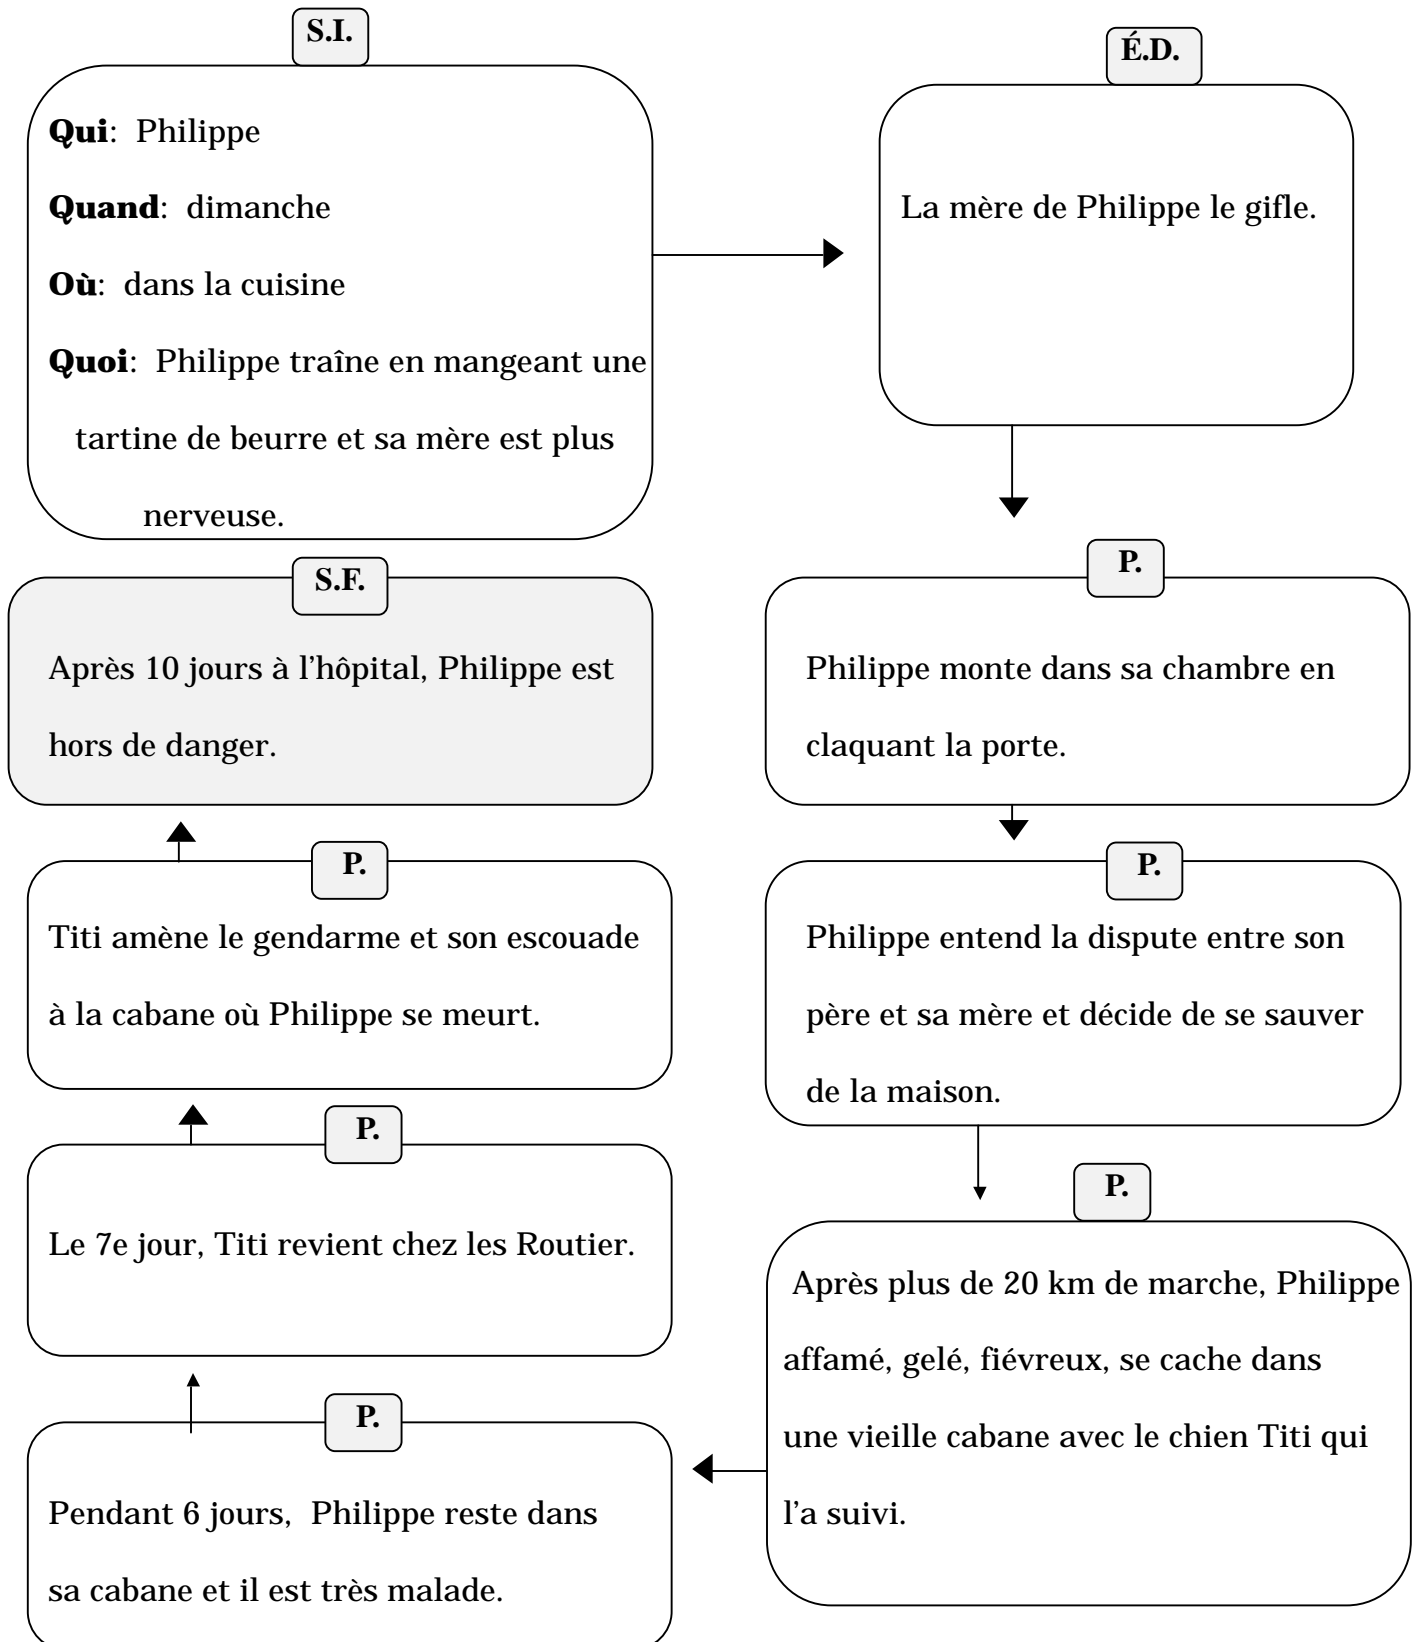 S.I.
Qui: Philippe
Quand: dimanche
Où: dans la cuisine
Quoi: Philippe traîne en mangeant une
tartine de beurre et sa mère est plus
nerveuse.
É.D.
La mère de Philippe le gifle.
P.
Philippe monte dans sa chambre en
claquant la porte.
P.
Philippe entend la dispute entre son
père et sa mère et décide de se sauver
de la maison.
P.
Après plus de 20 km de marche, Philippe
affamé, gelé, fiévreux, se cache dans
une vieille cabane avec le chien Titi qui
l'a suivi.
P.
Pendant 6 jours, Philippe reste dans
sa cabane et il est très malade.
P.
Le 7e jour, Titi revient chez les Routier.
P.
Titi amène le gendarme et son escouade
à la cabane où Philippe se meurt.
S.F.
Après 10 jours à l'hôpital, Philippe est
hors de danger.